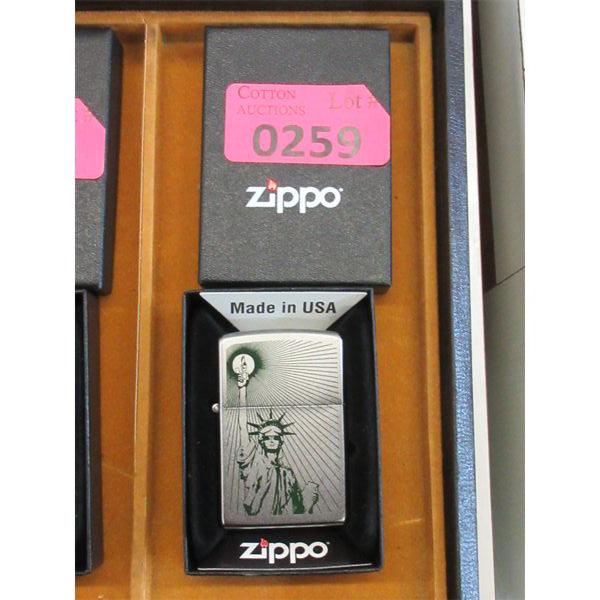 COTTON Lot #
AUCTIONS
0259
zippo
Made in USA
zippo